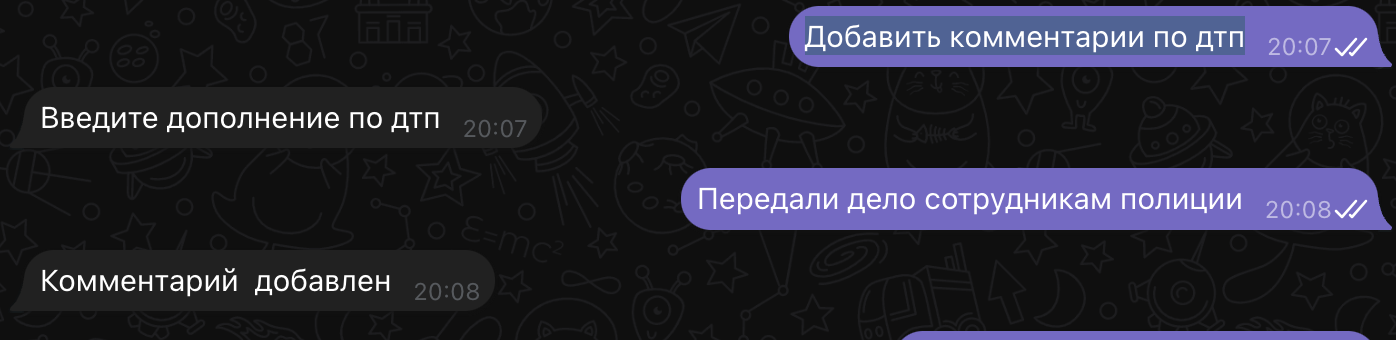 Добавить комментарии по дтп 20:07
Введите дополнение по дтп 20:07
Передали дело сотрудникам полиции 20:08
Комментарий  добавлен 20:08